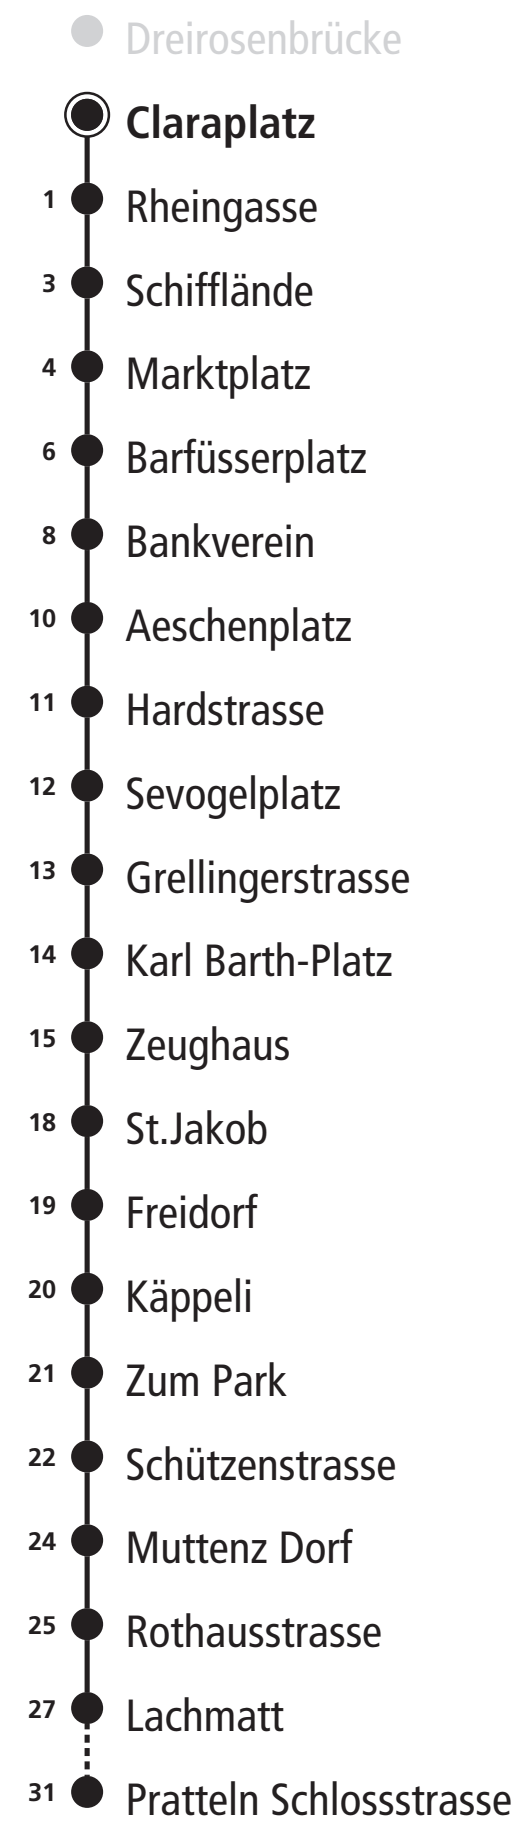 Dreirosenbrücke
Claraplatz
1 Rheingasse
3 Schifflände
4 Marktplatz
6 Barfüsserplatz
8 Bankverein
10 Aeschenplatz
11 Hardstrasse
12 Sevogelplatz
13 Grellingerstrasse
14 Karl Barth-Platz
15 Zeughaus
18 St.Jakob
19 Freidorf
20 Käppeli
21 Zum Park
22 Schützenstrasse
24 Muttenz Dorf
25 Rothausstrasse
27 Lachmatt
31 Pratteln Schlossstrasse